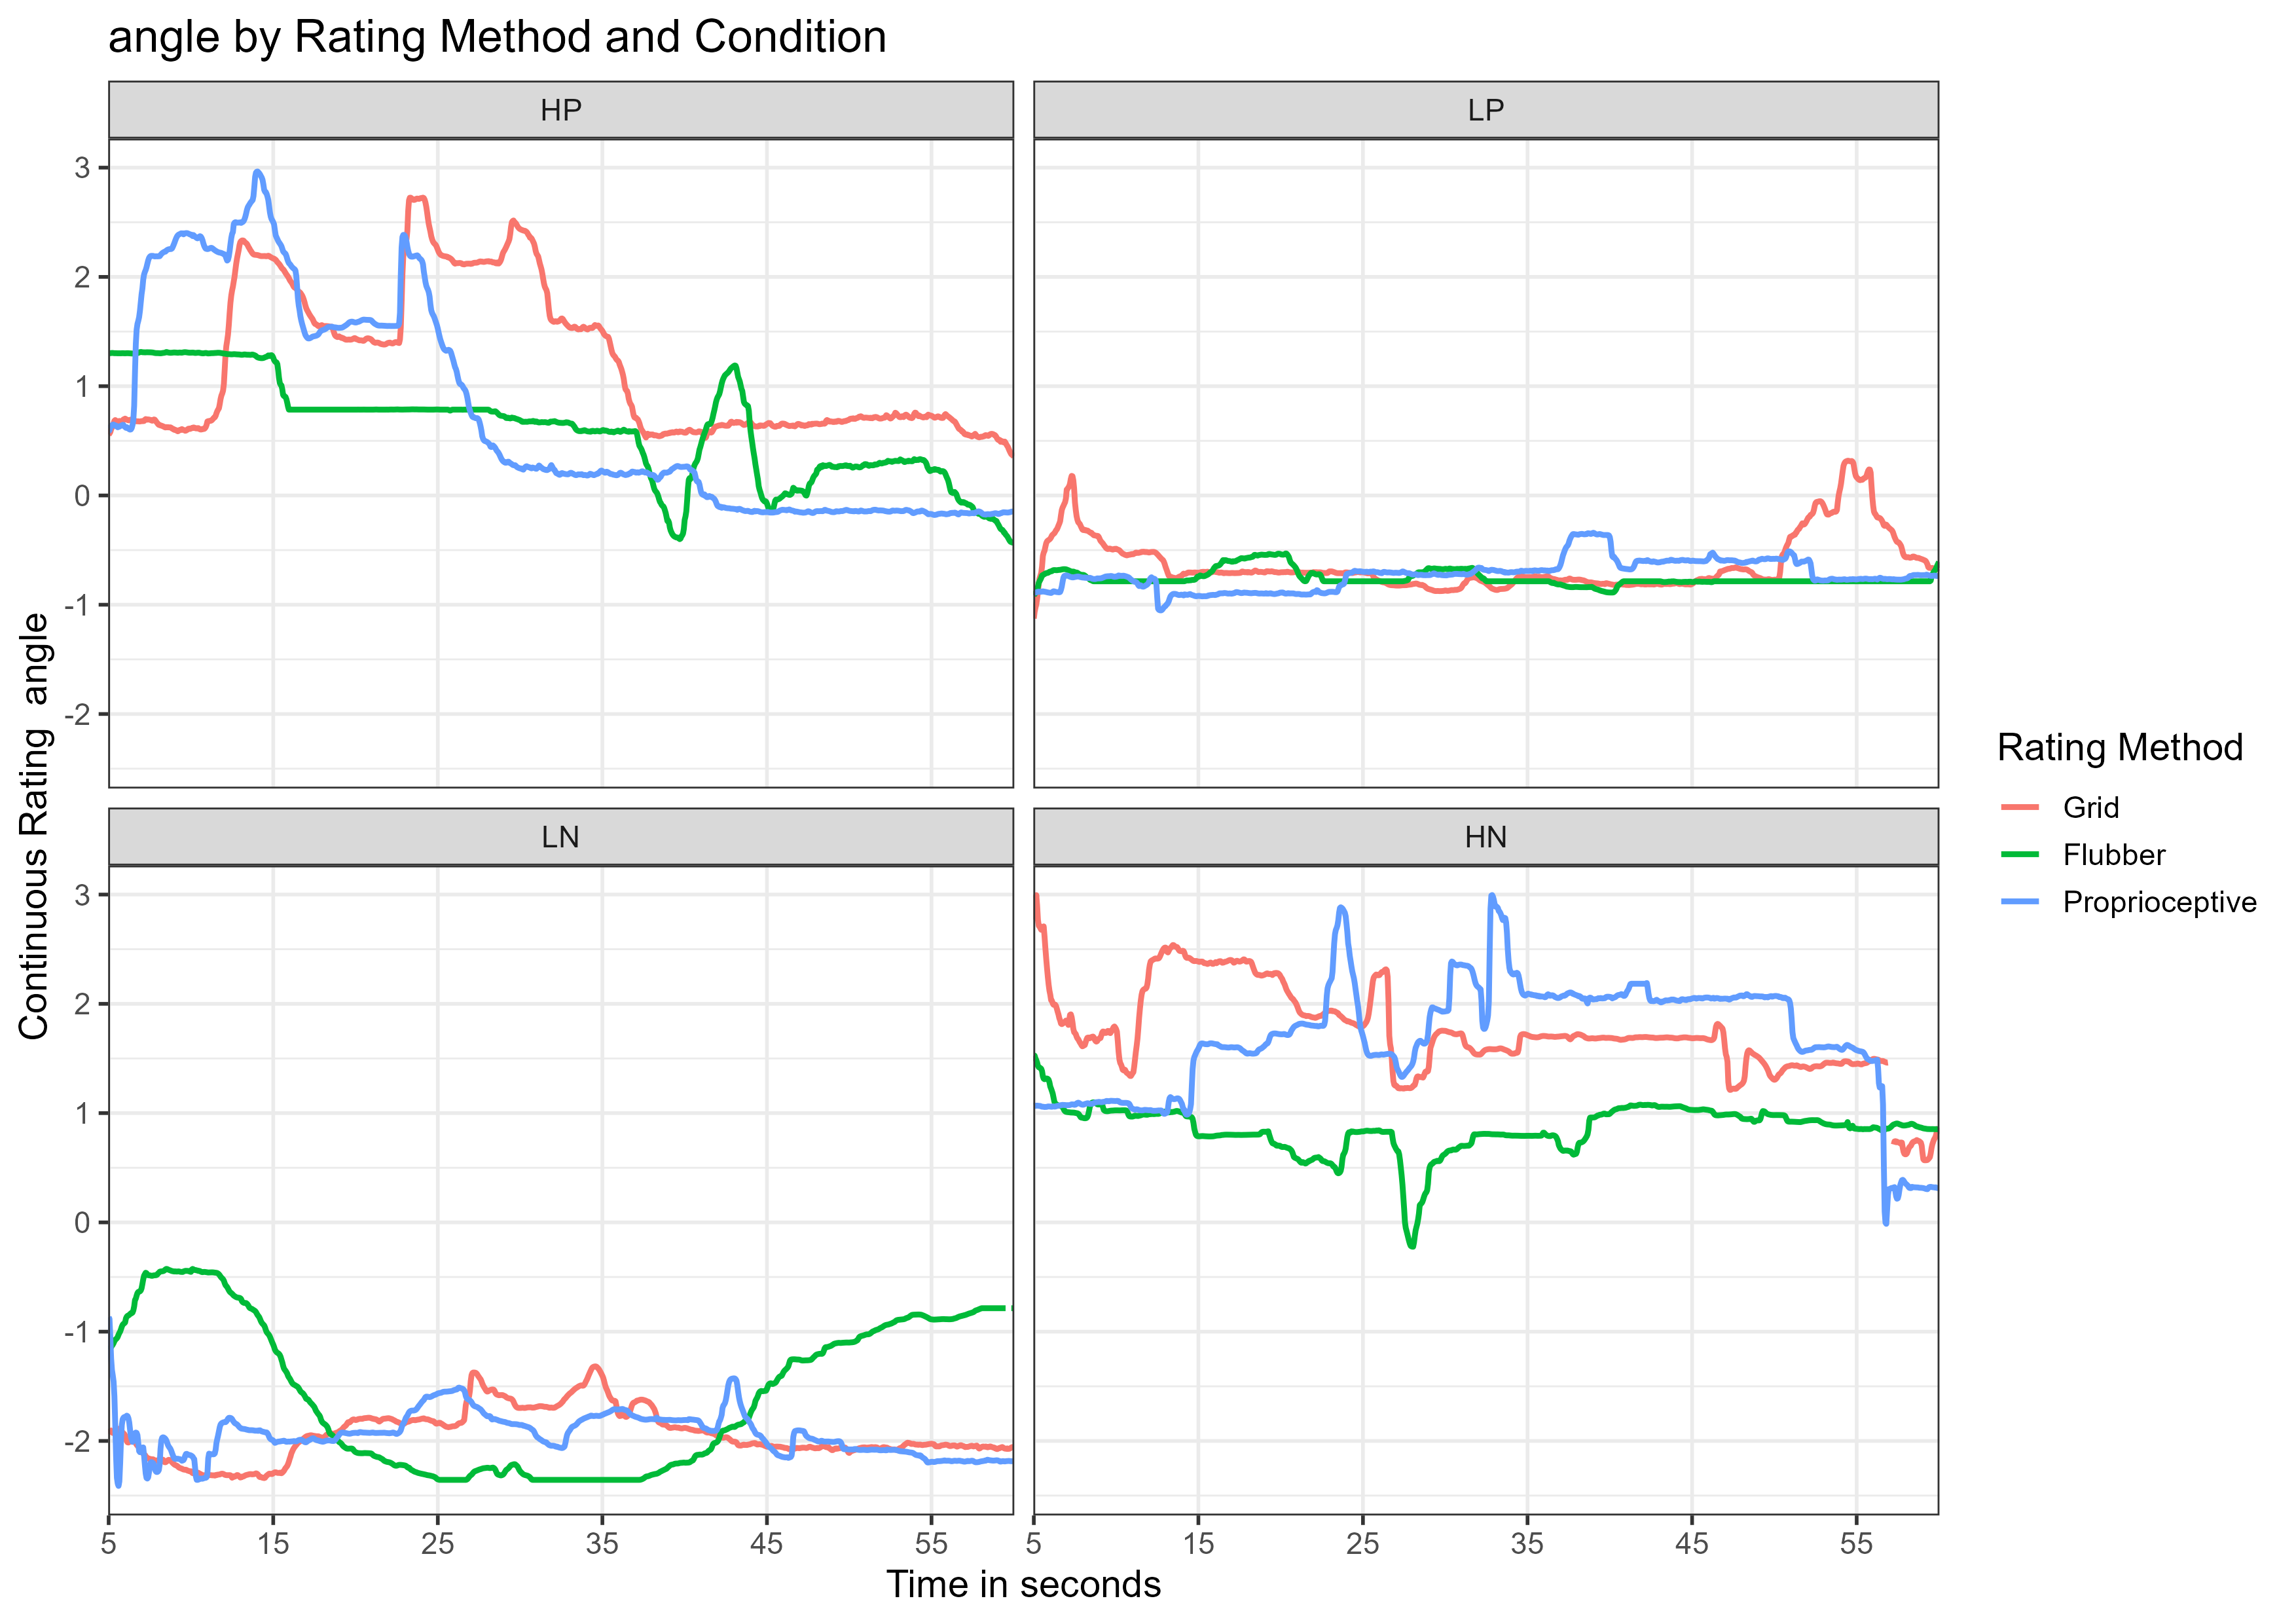 angle by Rating Method and Condition
HP
LP
3
2
1
0
-1
-2
LN
HN
3
2
1
0
-1
-2
5 15 25 35 45 55
5 15 25 35 45 55
Time in seconds
Continuous Rating angle
Rating Method
Grid
Flubber
Proprioceptive